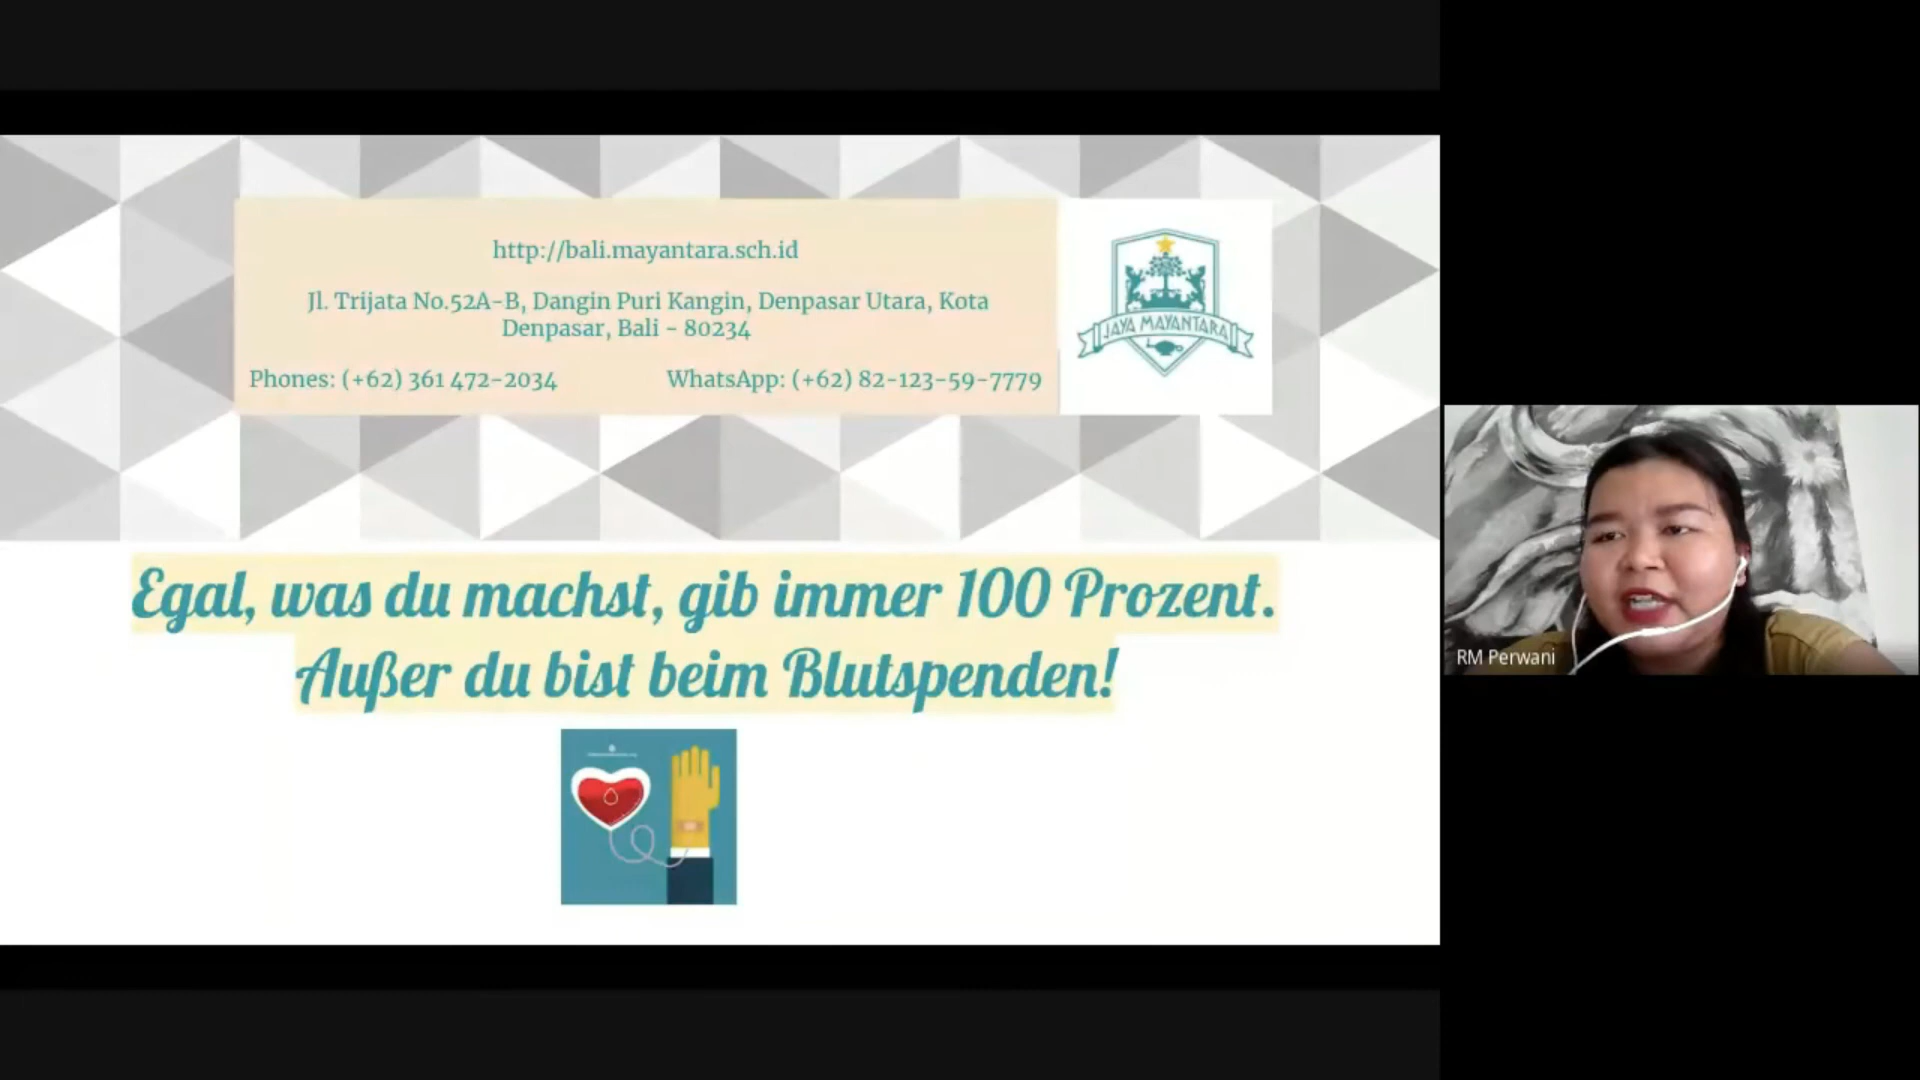 http://bali.mayantara.sch.id
Jl. Trijata No.52A-B, Dangin Puri Kangin, Denpasar Utara, Kota
Denpasar, Bali - 80234
Phones: (+62) 361 472-2034 WhatsApp: (+62) 82-123-59-7779
JAYA MAYANTARA
Egal, was du machst, gib immer 100 Prozent.
Außer du bist beim Blutspenden!
RM Perwani